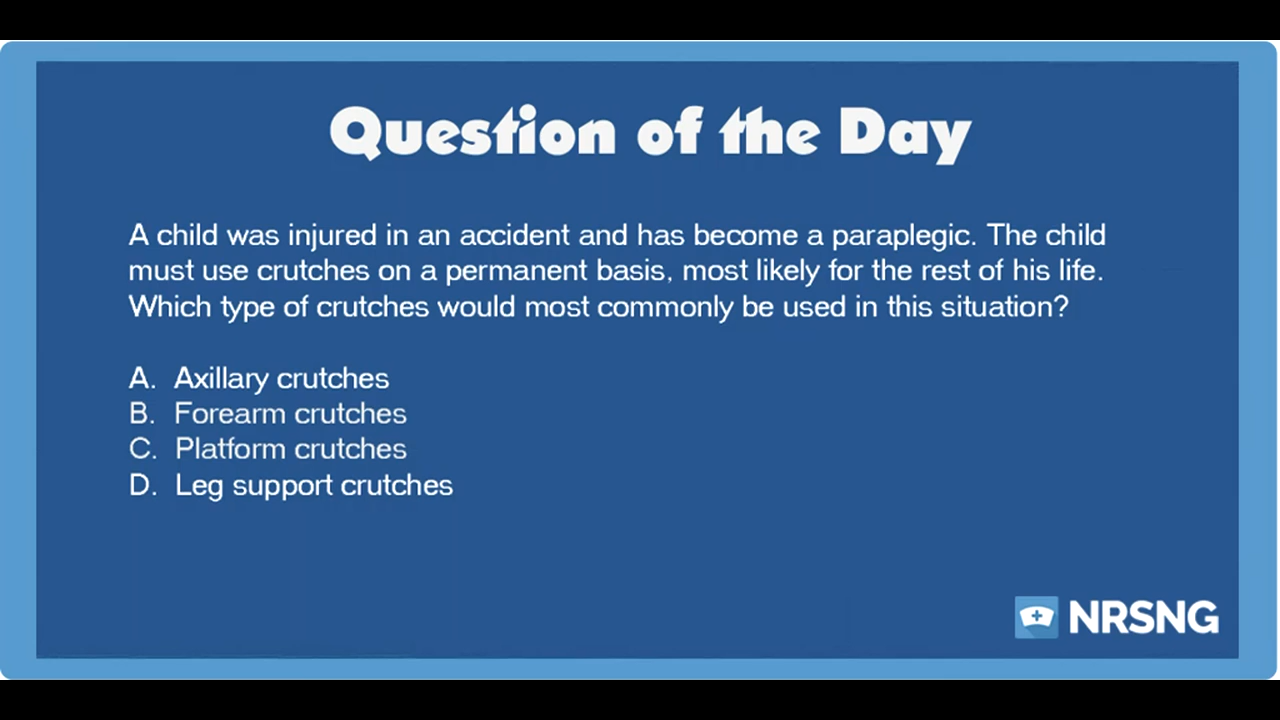 Question of the Day
A child was injured in an accident and has become a paraplegic. The child
must use crutches on a permanent basis, most likely for the rest of his life.
Which type of crutches would most commonly be used in this situation?
A. Axillary crutches
B. Forearm crutches
C. Platform crutches
D. Leg support crutches
NRSNG